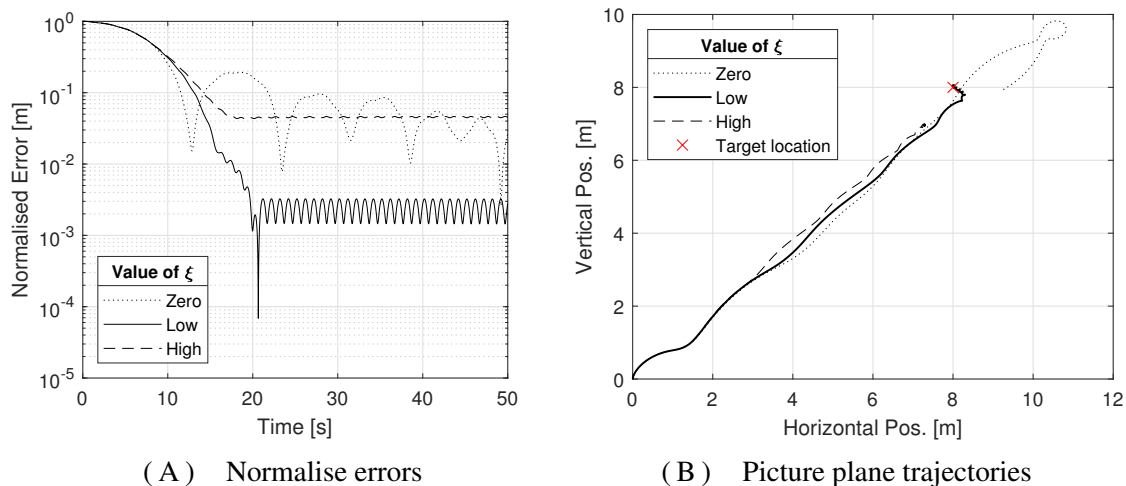 10^0
10^-1
10^-2
10^-3
10^-4
10^-5
Normalised Error [m]
0 10 20 30 40 50
Time [s]
Value of ξ
Zero
Low
High
( A ) Normalise errors
10
8
6
4
2
0
Vertical Pos. [m]
0 2 4 6 8 10 12
Horizontal Pos. [m]
Value of ξ
Zero
Low
High
Target location
( B ) Picture plane trajectories